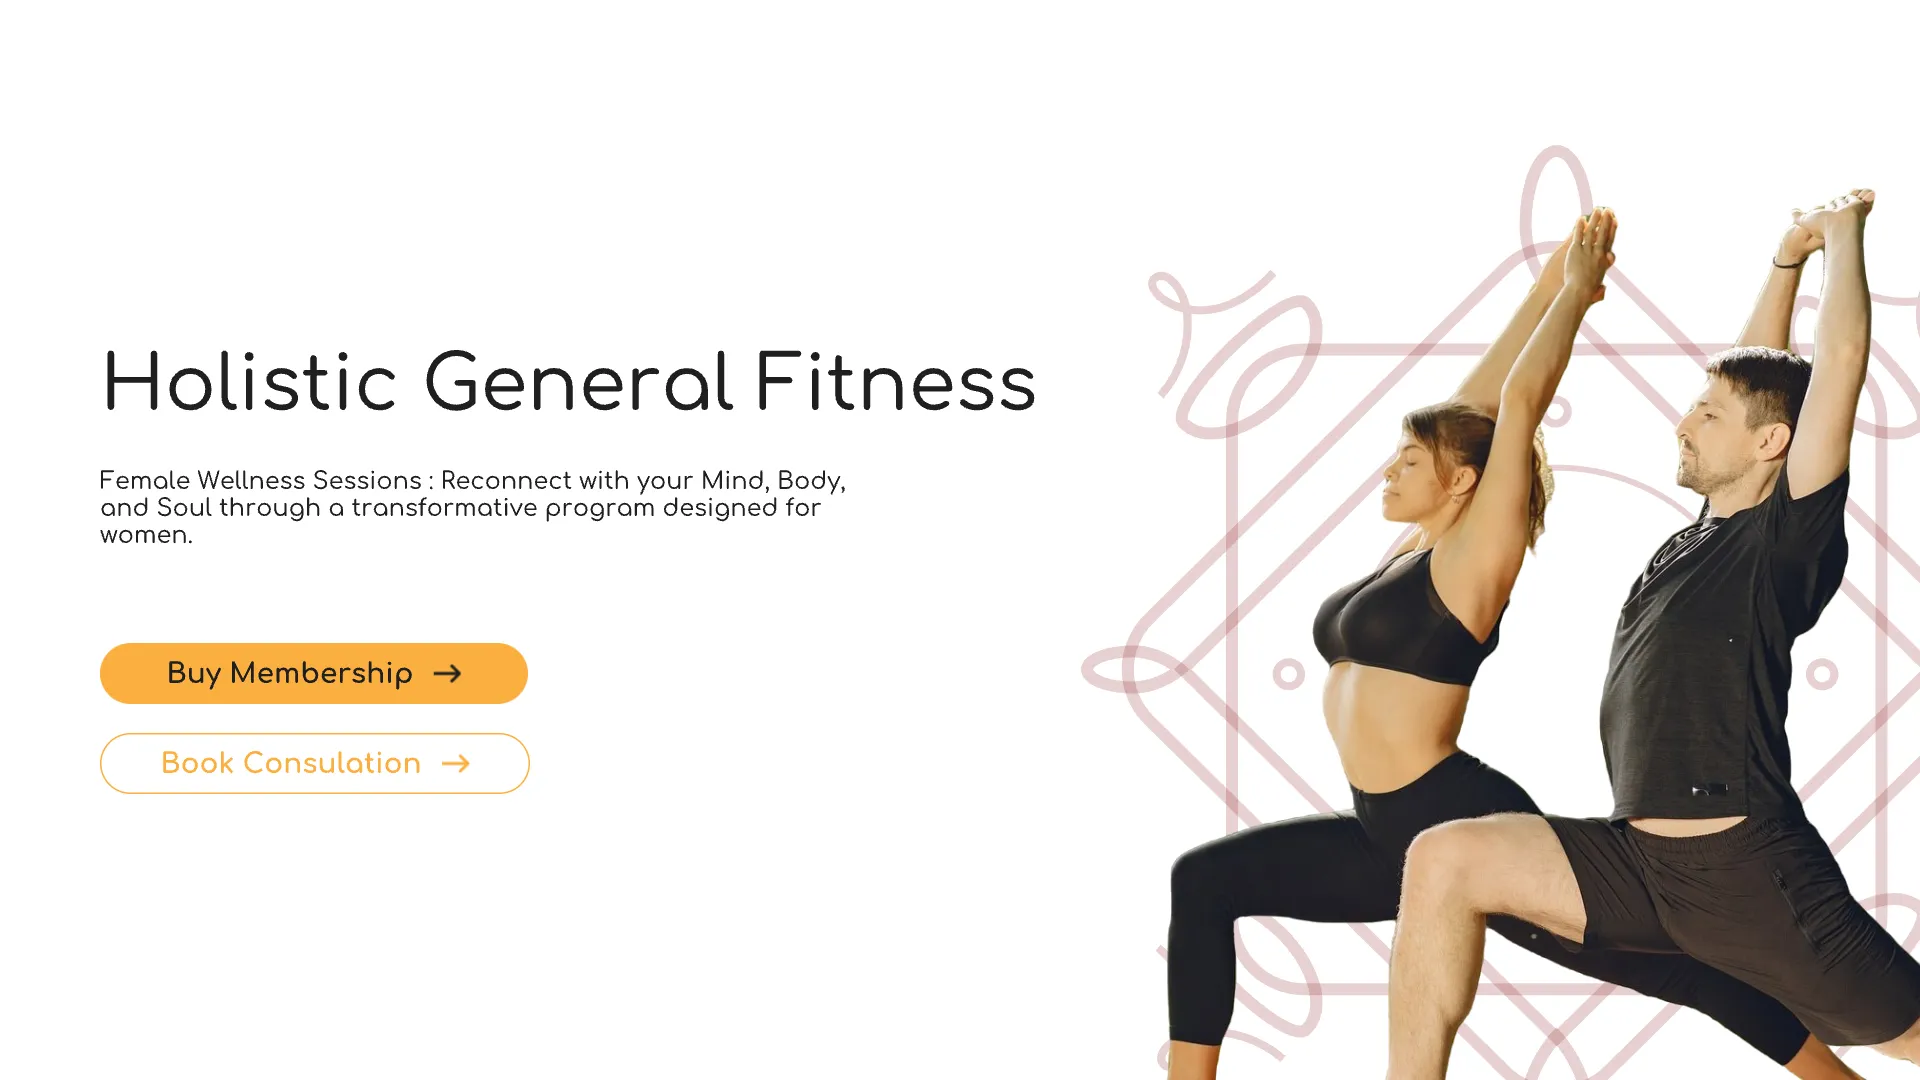 Holistic General Fitness
Female Wellness Sessions : Reconnect with your Mind, Body,
and Soul through a transformative program designed for
women.
Buy Membership →
Book Consulation →